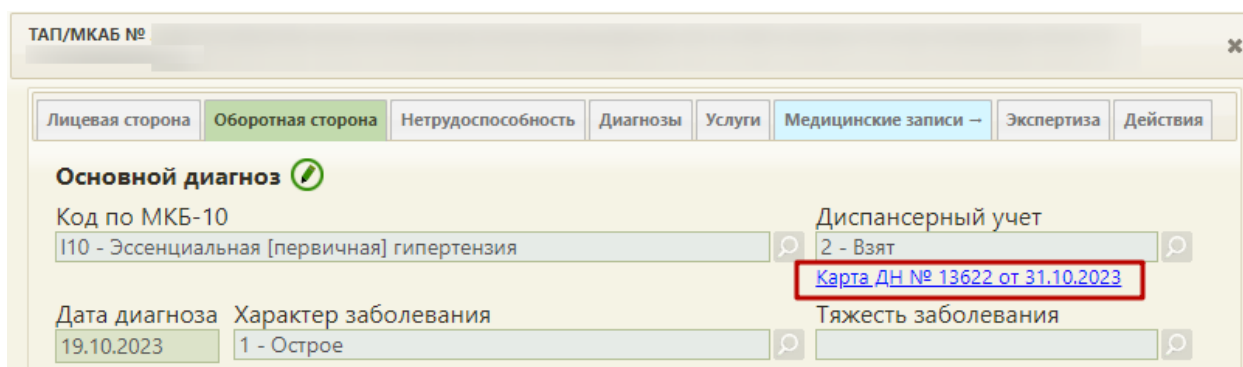 ТАП/МКАБ №
Лицевая сторона Оборотная сторона Нетрудоспособность Диагнозы Услуги Медицинские записи → Экспертиза Действия
Основной диагноз
Код по МКБ-10 Диспансерный учет
I10 - Эссенциальная [первичная] гипертензия 2 - Взят
Карта ДН № 13622 от 31.10.2023
Дата диагноза Характер заболевания Тяжесть заболевания
19.10.2023 1 - Острое